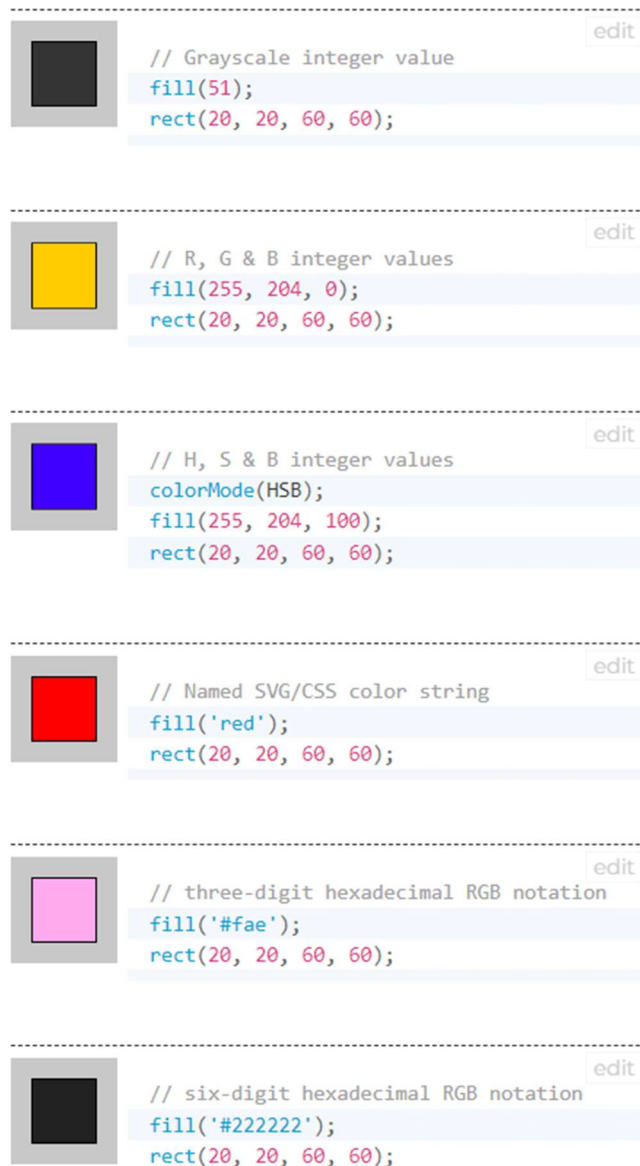 edit
// Grayscale integer value
fill(51);
rect(20, 20, 60, 60);
edit
// R, G & B integer values
fill(255, 204, 0);
rect(20, 20, 60, 60);
edit
// H, S & B integer values
colorMode(HSB);
fill(255, 204, 100);
rect(20, 20, 60, 60);
edit
// Named SVG/CSS color string
fill('red');
rect(20, 20, 60, 60);
edit
// three-digit hexadecimal RGB notation
fill('#fae');
rect(20, 20, 60, 60);
edit
// six-digit hexadecimal RGB notation
fill('#222222');
rect(20, 20, 60, 60);